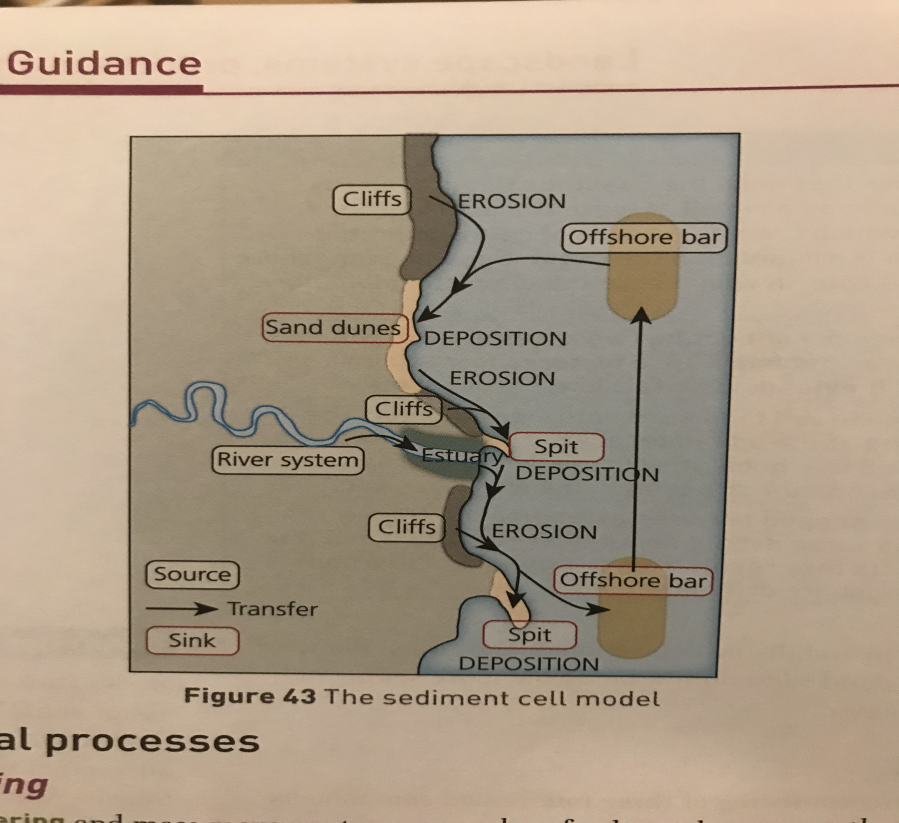 Guidance
Cliffs
EROSION
Offshore bar
Sand dunes
DEPOSITION
EROSION
Cliffs
River system
Estuary
Spit
DEPOSITION
Cliffs
EROSION
Source
Transfer
Sink
Offshore bar
Spit
DEPOSITION
Figure 43 The sediment cell model
al processes
ing